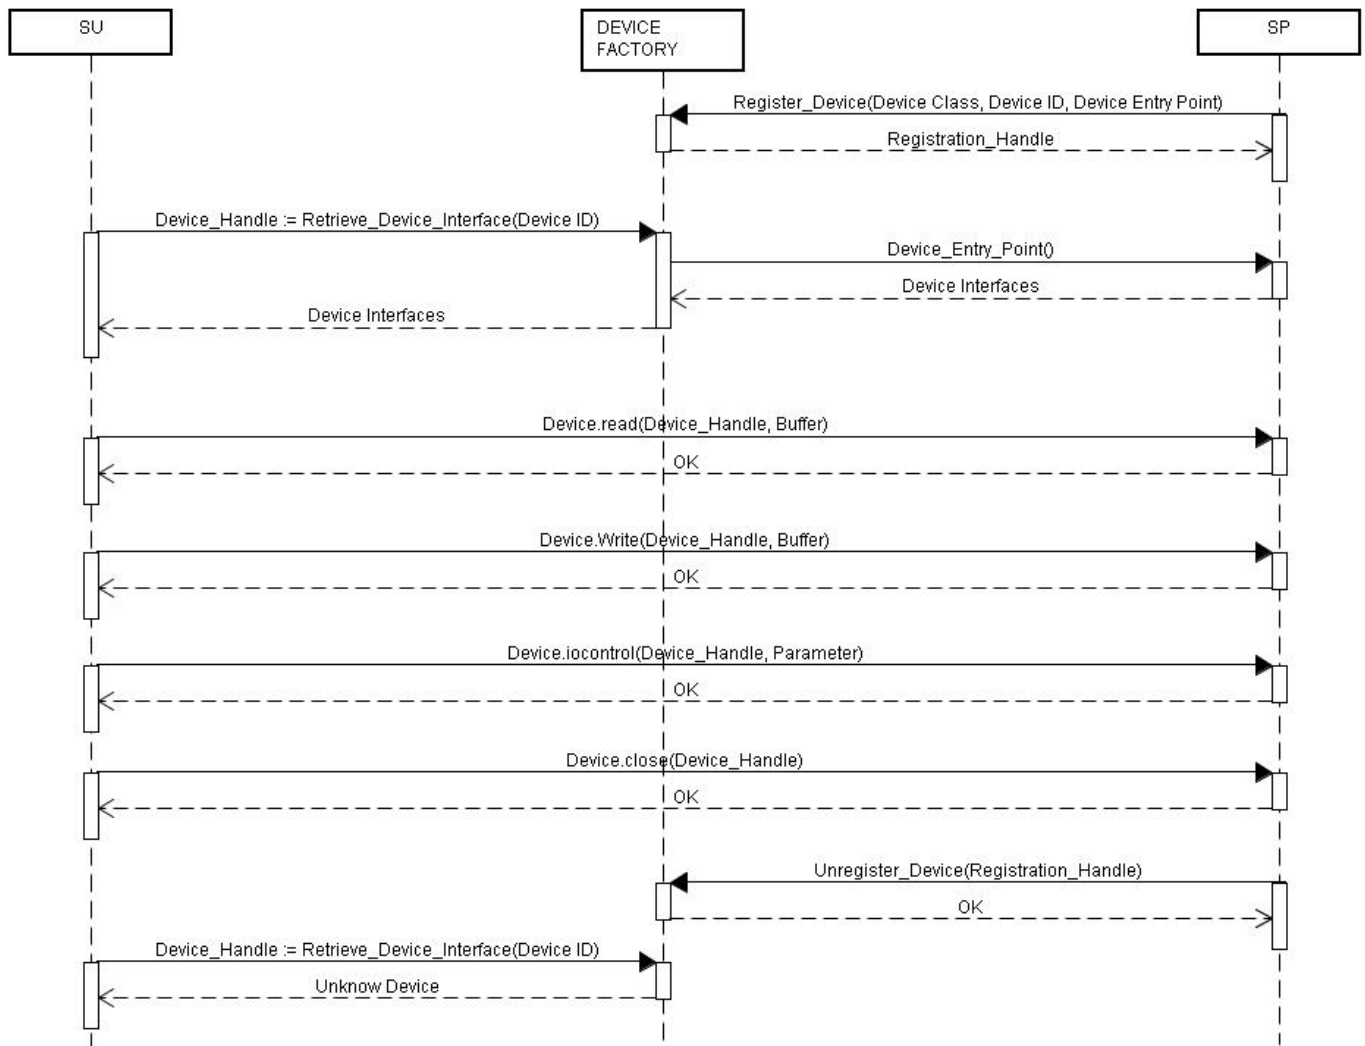 SU
DEVICE
FACTORY
SP
Register_Device(Device Class, Device ID, Device Entry Point)
Registration_Handle
Device_Handle := Retrieve_Device_Interface(Device ID)
Device_Entry_Point()
Device Interfaces
Device Interfaces
Device.read(Device_Handle, Buffer)
OK
Device.Write(Device_Handle, Buffer)
OK
Device.iocontrol(Device_Handle, Parameter)
OK
Device.close(Device_Handle)
OK
Unregister_Device(Registration_Handle)
OK
Device_Handle := Retrieve_Device_Interface(Device ID)
Unknow Device